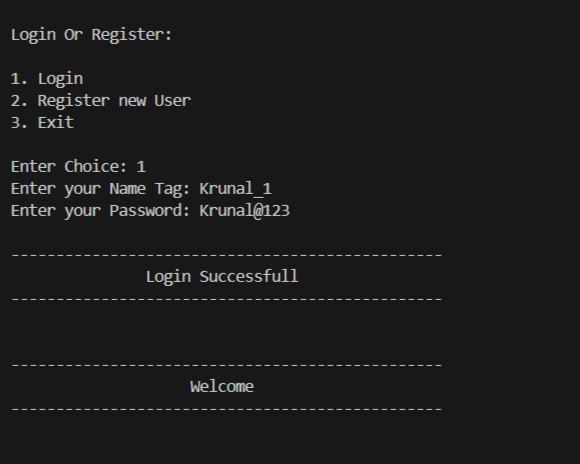 Login Or Register:
1. Login
2. Register new User
3. Exit
Enter Choice: 1
Enter your Name Tag: Krunal_1
Enter your Password: Krunal@123
------------------------------------------------
Login Successfull
------------------------------------------------
------------------------------------------------
Welcome
------------------------------------------------